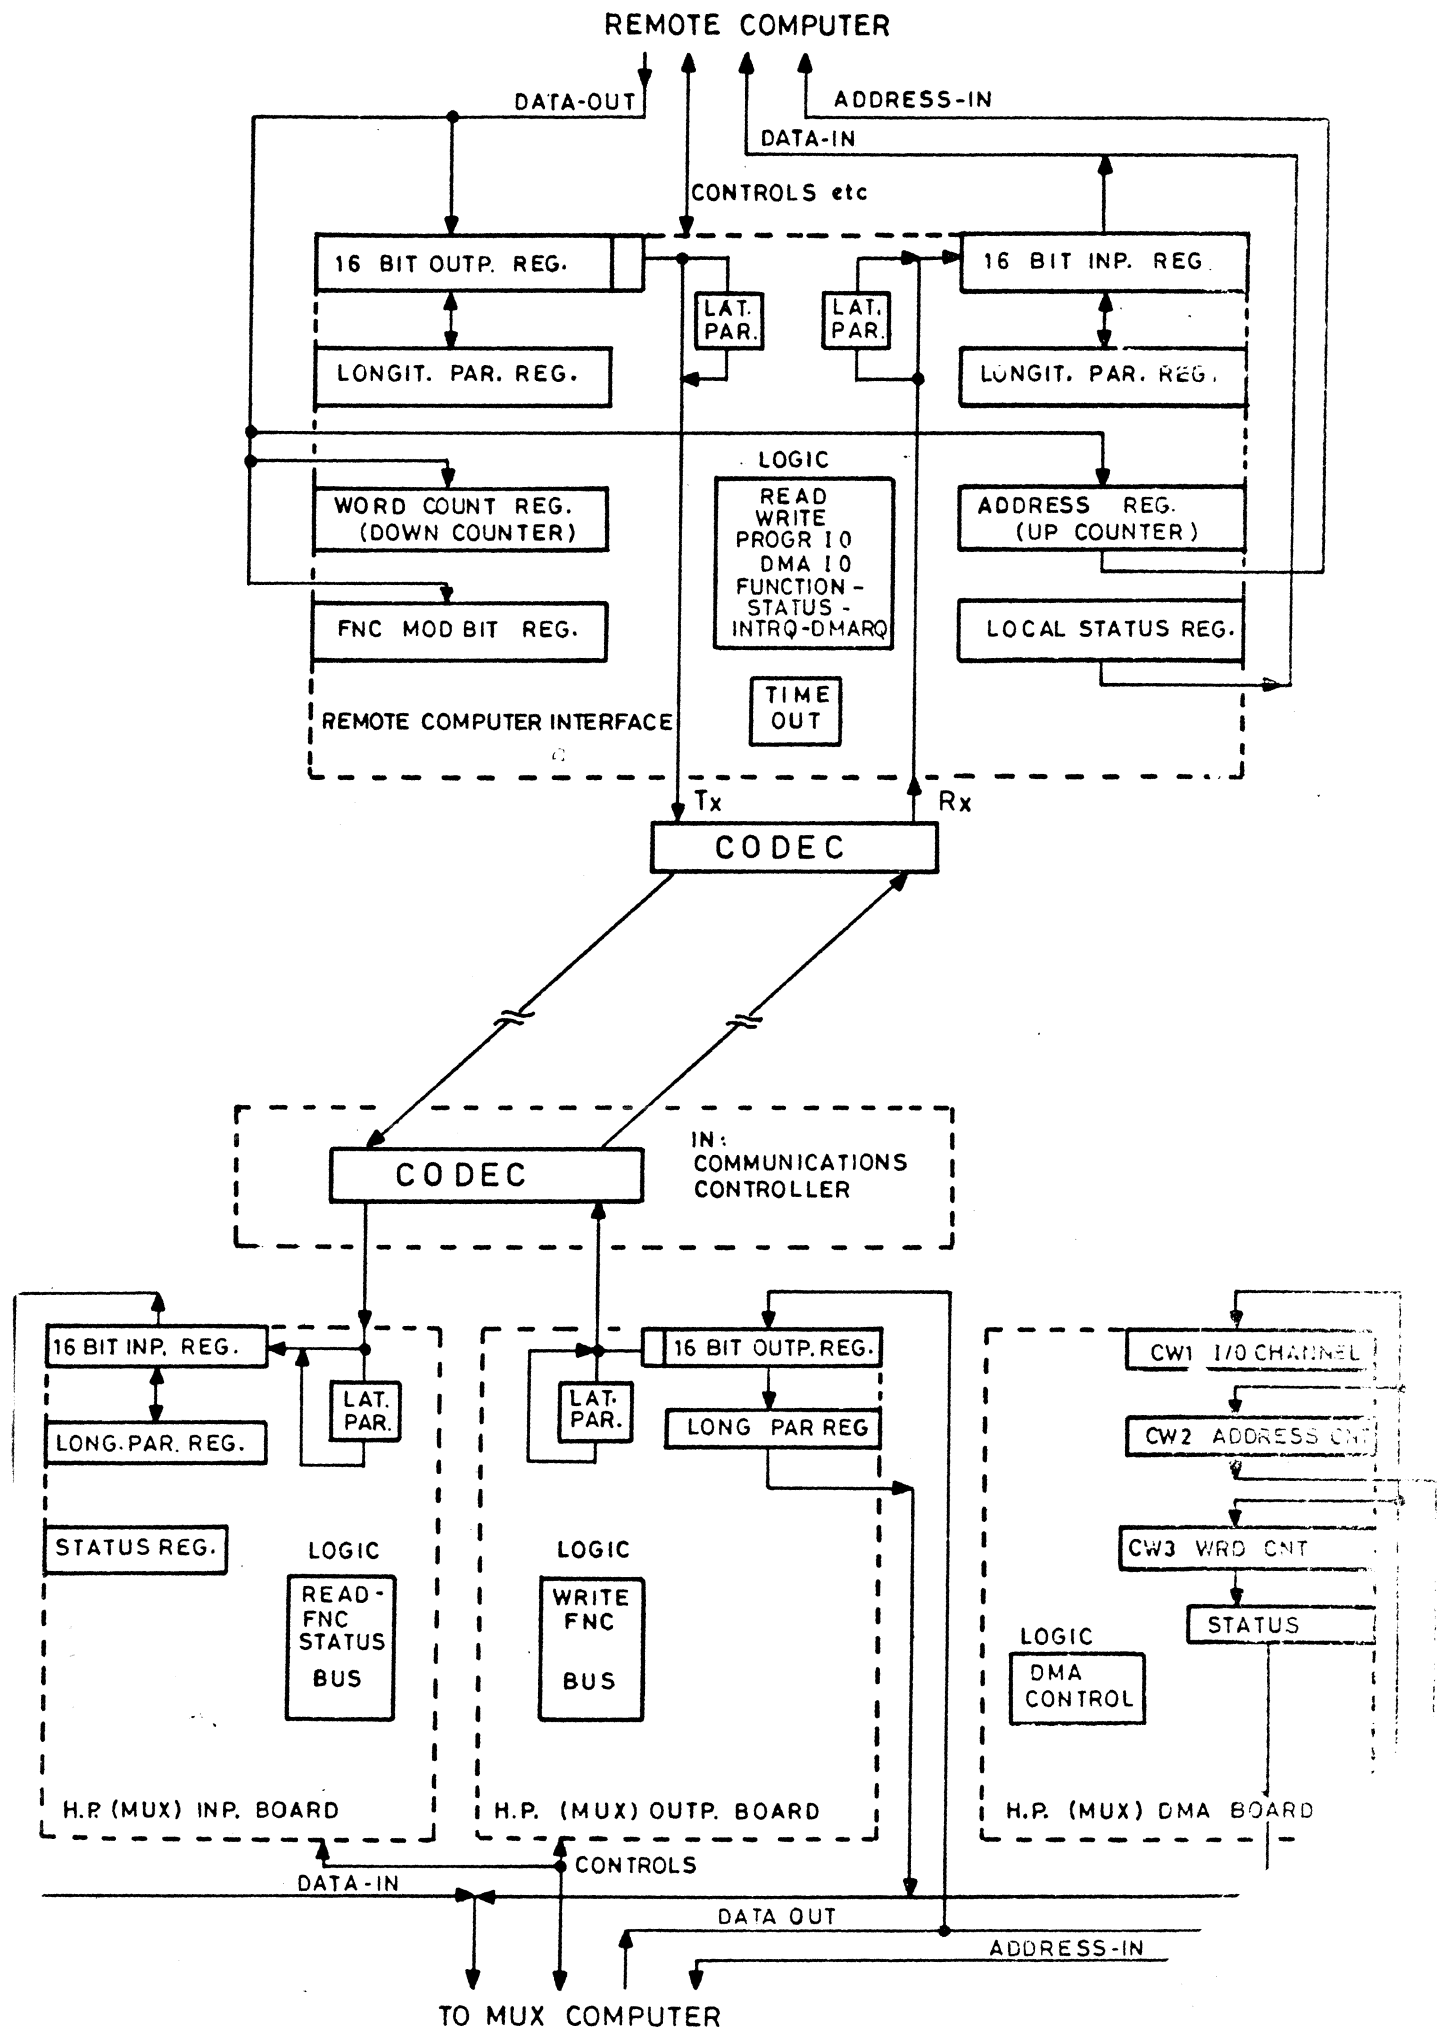 REMOTE COMPUTER
DATA-OUT
ADDRESS-IN
DATA-IN
CONTROLS etc
16 BIT OUTP. REG.
16 BIT INP. REG.
LAT.
PAR.
LAT.
PAR.
LONGIT. PAR. REG.
LONGIT. PAR. REG.
LOGIC
READ
WRITE
PROGR IO
DMA IO
FUNCTION-
STATUS-
INTRQ-DMARQ
WORD COUNT REG.
(DOWN COUNTER)
ADDRESS REG.
(UP COUNTER)
FNC MOD BIT REG.
LOCAL STATUS REG.
TIME
OUT
REMOTE COMPUTER INTERFACE
Tx
Rx
CODEC
IN:
COMMUNICATIONS
CONTROLLER
CODEC
16 BIT INP. REG.
LAT.
PAR.
LONG. PAR. REG.
STATUS REG.
LOGIC
READ-
FNC
STATUS
BUS
H.P. (MUX) INP. BOARD
16 BIT OUTP. REG.
LAT.
PAR.
LONG PAR REG
LOGIC
WRITE
FNC
BUS
H.P. (MUX) OUTP. BOARD
CW1 I/O CHANNEL
CW2 ADDRESS CNT
CW3 WRD CNT
STATUS
LOGIC
DMA
CONTROL
H.P. (MUX) DMA BOARD
CONTROLS
DATA-IN
DATA OUT
ADDRESS-IN
TO MUX COMPUTER